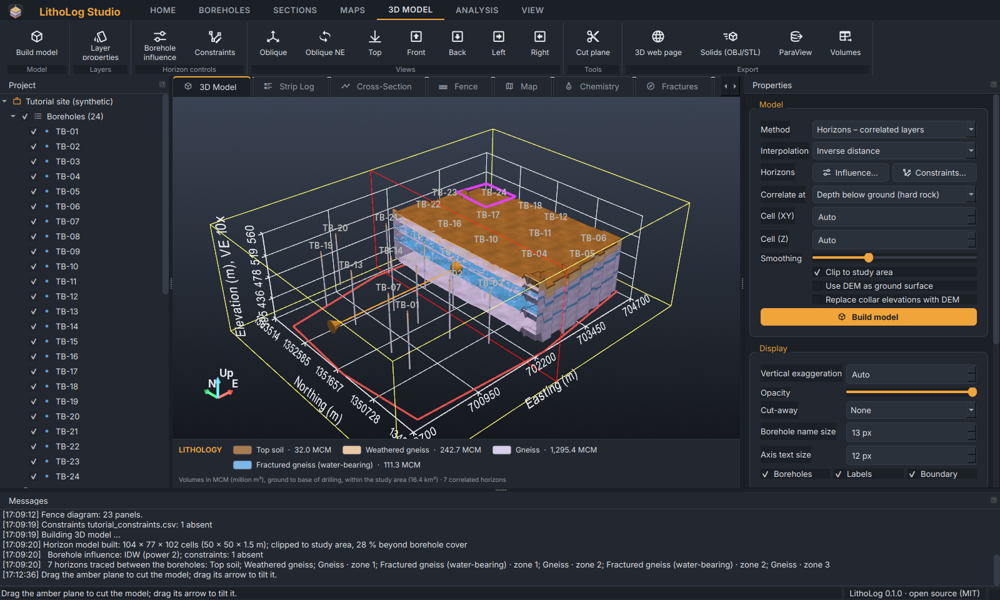 LithoLog Studio
HOME
BOREHOLES
SECTIONS
MAPS
3D MODEL
ANALYSIS
VIEW
Build model
Layer properties
Borehole influence
Constraints
Oblique
Oblique NE
Top
Front
Back
Left
Right
Cut plane
3D web page
Solids (OBJ/STL)
ParaView
Volumes
Model
Layers
Horizon controls
Views
Tools
Export
Project
Tutorial site (synthetic)
Boreholes (24)
TB-01
TB-02
TB-03
TB-04
TB-05
TB-06
TB-07
TB-08
TB-09
TB-10
TB-11
TB-12
TB-13
TB-14
TB-15
TB-16
TB-17
TB-18
TB-19
TB-20
TB-21
TB-22
TB-23
TB-24
3D Model
Strip Log
Cross-Section
Fence
Map
Chemistry
Fractures
TB-23
TB-24
TB-22
TB-18
TB-21
TB-17
TB-12
TB-20
TB-16
TB-11
TB-19
TB-10
TB-06
TB-14
TB-04
TB-05
TB-13
TB-03
TB-07
TB-01
Elevation (m), VE 10x
436 478 519 560
1352585
1351657
1350728
Northing (m)
700950
702200
703450
704700
Easting (m)
Up
N
E
LITHOLOGY
Top soil · 32.0 MCM
Weathered gneiss · 242.7 MCM
Gneiss · 1,295.4 MCM
Fractured gneiss (water-bearing) · 111.3 MCM
Volumes in MCM (million m³), ground to base of drilling, within the study area (16.4 km²) · 7 correlated horizons
Properties
Model
Method
Horizons – correlated layers
Interpolation
Inverse distance
Horizons
Influence...
Constraints...
Correlate at
Depth below ground (hard rock)
Cell (XY)
Auto
Cell (Z)
Auto
Smoothing
Clip to study area
Use DEM as ground surface
Replace collar elevations with DEM
Build model
Display
Vertical exaggeration
Auto
Opacity
Cut-away
None
Borehole name size
13 px
Axis text size
12 px
Boreholes
Labels
Boundary
Messages
[17:09:12] Fence diagram: 23 panels.
[17:09:19] Constraints tutorial_constraints.csv: 1 absent
[17:09:19] Building 3D model ...
[17:09:20] Horizon model built: 104 × 77 × 102 cells (50 × 50 × 1.5 m); clipped to study area, 28 % beyond borehole cover
[17:09:20] Borehole influence: IDW (power 2); constraints: 1 absent
[17:09:20] 7 horizons traced between the boreholes: Top soil; Weathered gneiss; Gneiss · zone 1; Fractured gneiss (water-bearing) · zone 1; Gneiss · zone 2; Fractured gneiss (water-bearing) · zone 2; Gneiss · zone 3
[17:12:36] Drag the amber plane to cut the model; drag its arrow to tilt it.
Drag the amber plane to cut the model; drag its arrow to tilt it.
LithoLog 0.1.0 · open source (MIT)